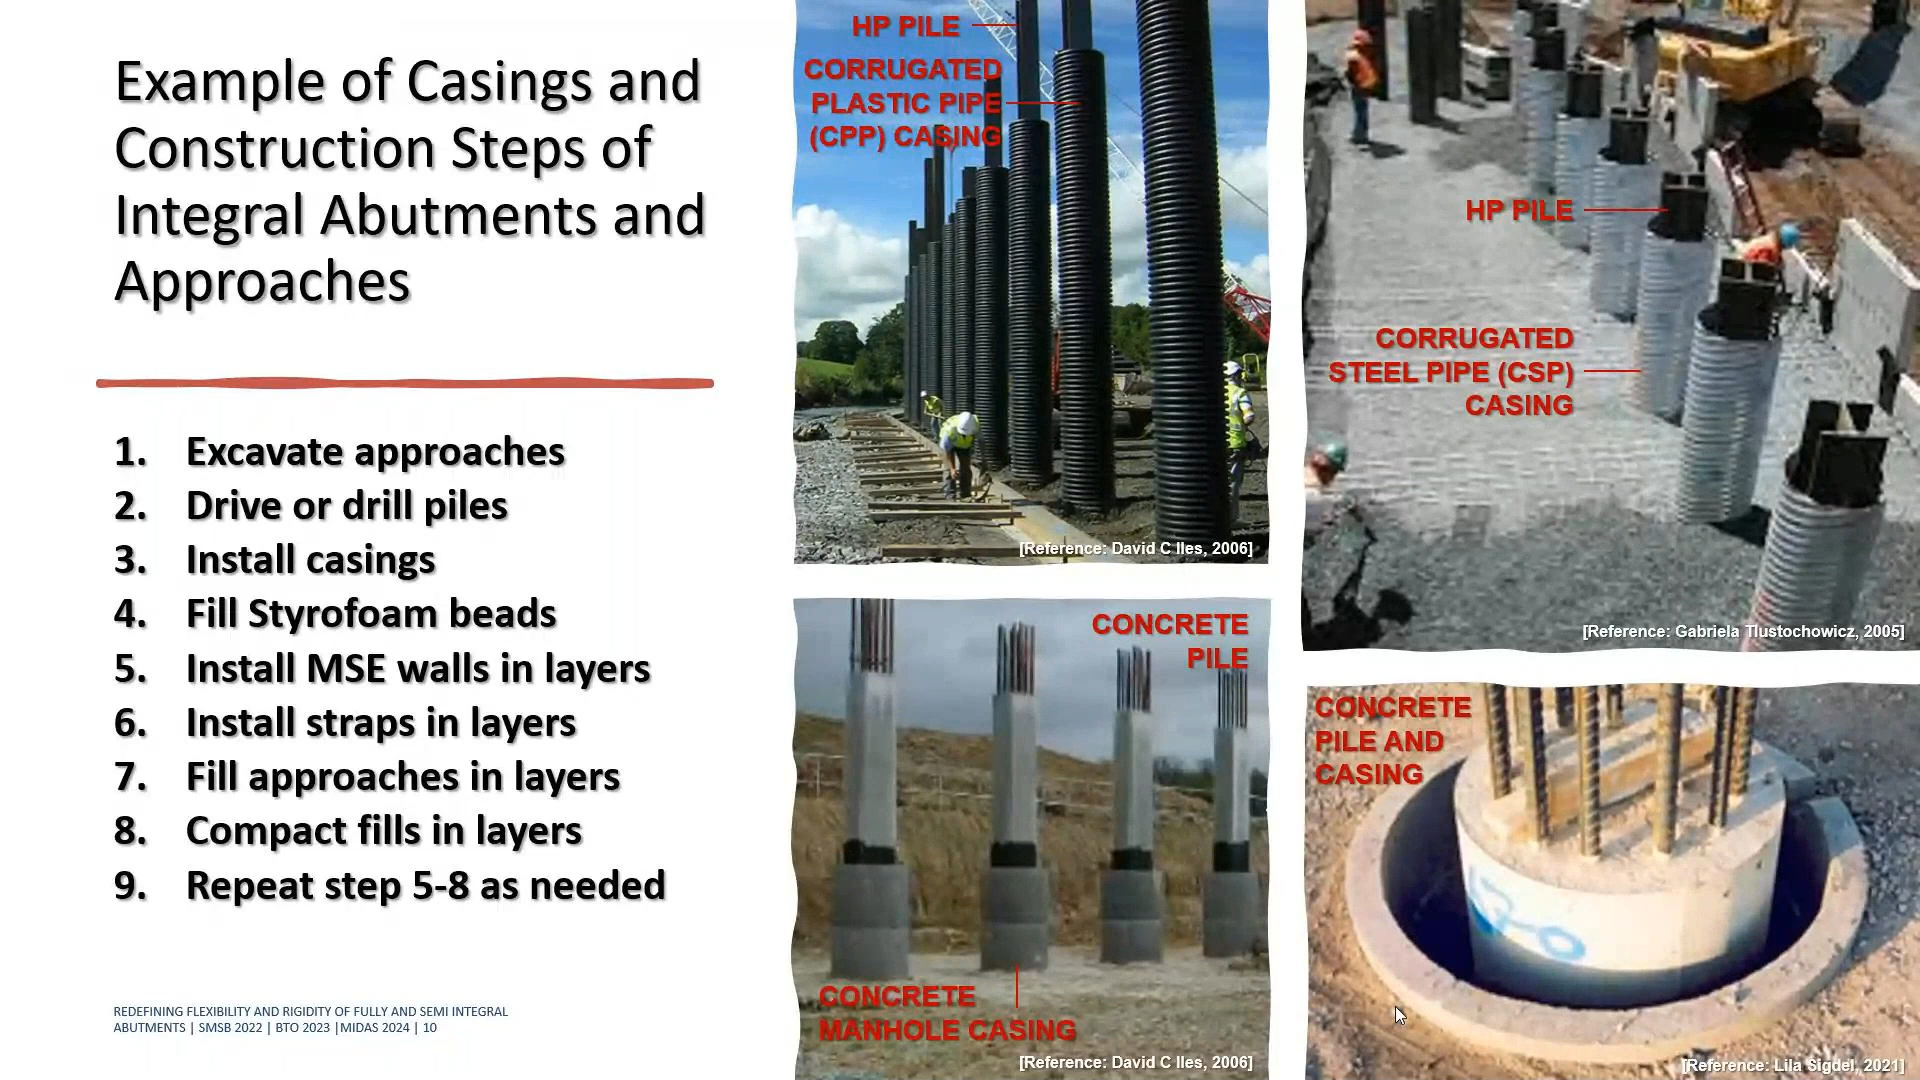 Example of Casings and
Construction Steps of
Integral Abutments and
Approaches
1. Excavate approaches
2. Drive or drill piles
3. Install casings
4. Fill Styrofoam beads
5. Install MSE walls in layers
6. Install straps in layers
7. Fill approaches in layers
8. Compact fills in layers
9. Repeat step 5-8 as needed
REDEFINING FLEXIBILITY AND RIGIDITY OF FULLY AND SEMI INTEGRAL
ABUTMENTS | SMSB 2022 | BTO 2023 |MIDAS 2024 | 10
HP PILE
CORRUGATED
PLASTIC PIPE
(CPP) CASING
[Reference: David C Iles, 2006]
HP PILE
CORRUGATED
STEEL PIPE (CSP)
CASING
[Reference: Gabriela Tlustochowicz, 2005]
CONCRETE
PILE
CONCRETE
MANHOLE CASING
[Reference: David C Iles, 2006]
CONCRETE
PILE AND
CASING
[Reference: Lila Sigdel, 2021]